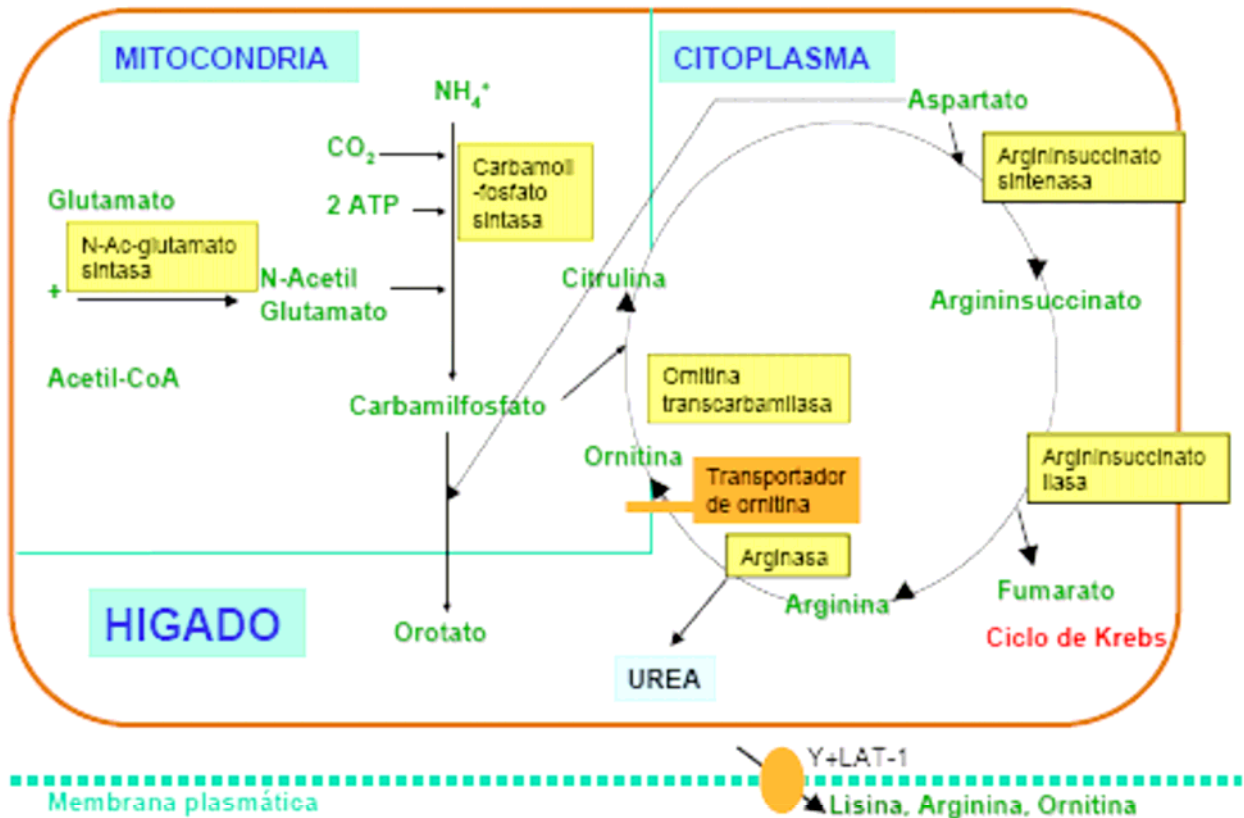 MITOCONDRIA
CITOPLASMA
NH₄⁺
Aspartato
CO₂
Carbamoil
-fosfato
sintasa
Argininsuccinato
sintenasa
Glutamato
2 ATP
N-Ac-glutamato
sintasa
+
N-Acetil
Glutamato
Citrulina
Argininsuccinato
Acetil-CoA
Carbamilfosfato
Ornitina
transcarbamilasa
Ornitina
Transportador
de ornitina
Argininsuccinato
liasa
Arginasa
Arginina
Fumarato
Ciclo de Krebs
HIGADO
Orotato
UREA
Y+LAT-1
Membrana plasmática
Lisina, Arginina, Ornitina